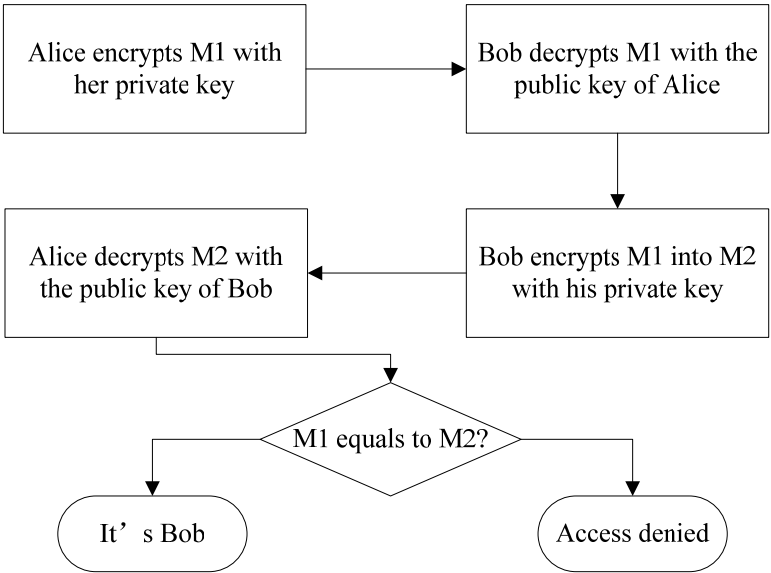 Alice encrypts M1 with
her private key
Bob decrypts M1 with the
public key of Alice
Alice decrypts M2 with
the public key of Bob
Bob encrypts M1 into M2
with his private key
M1 equals to M2?
It’s Bob
Access denied